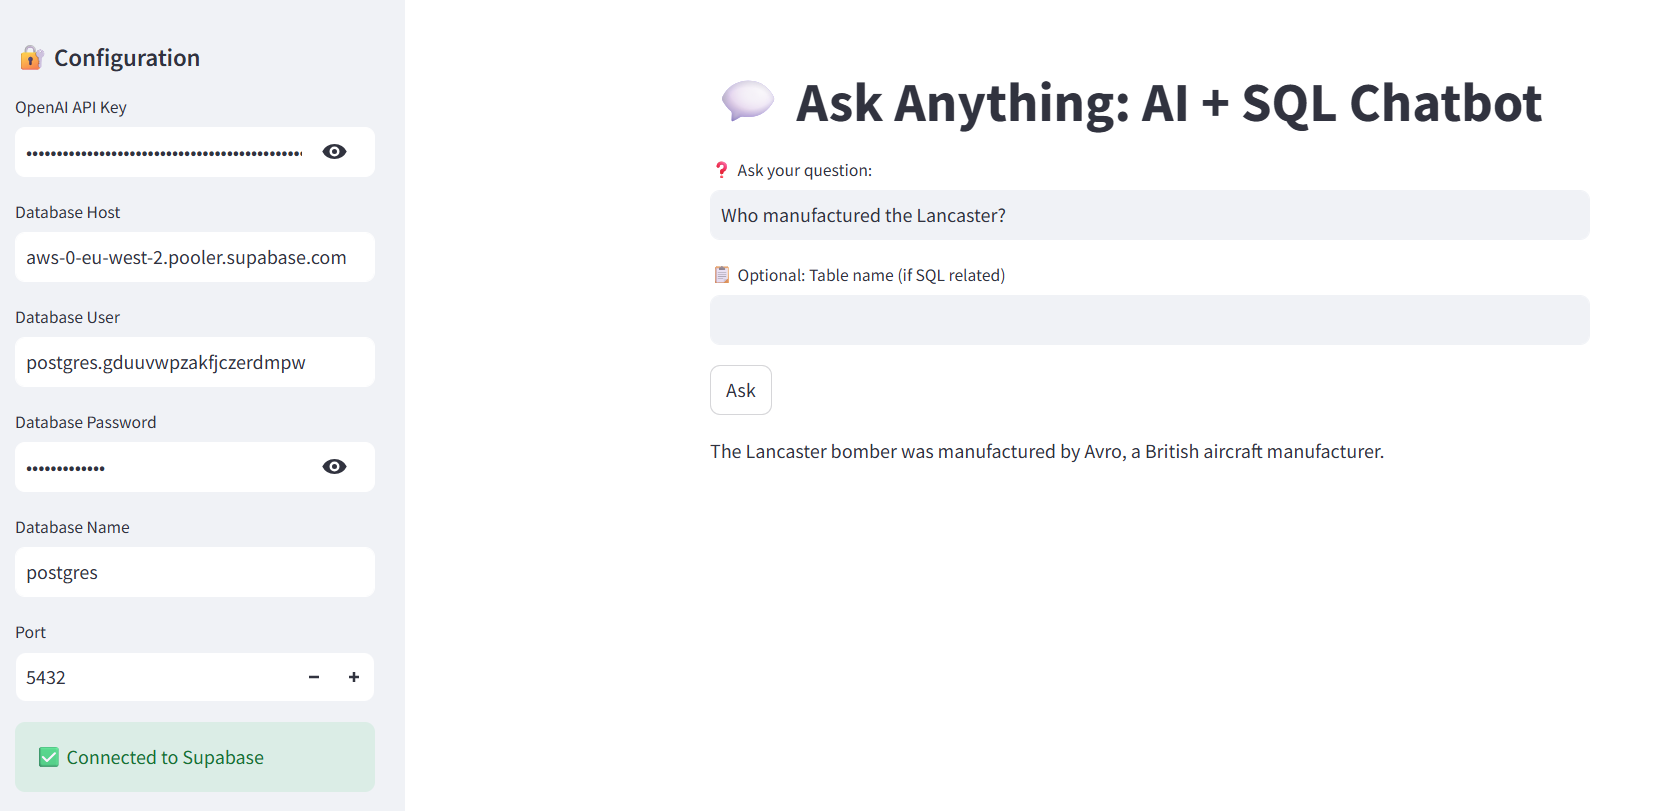 Configuration
OpenAI API Key
••••••••••••••••••••••••••••••••••••••••••••••
Database Host
aws-0-eu-west-2.pooler.supabase.com
Database User
postgres.gduuvwpzakfjczerdmpw
Database Password
•••••••••••••
Database Name
postgres
Port
5432
Connected to Supabase
💬 Ask Anything: AI + SQL Chatbot
❓ Ask your question:
Who manufactured the Lancaster?
📋 Optional: Table name (if SQL related)
Ask
The Lancaster bomber was manufactured by Avro, a British aircraft manufacturer.